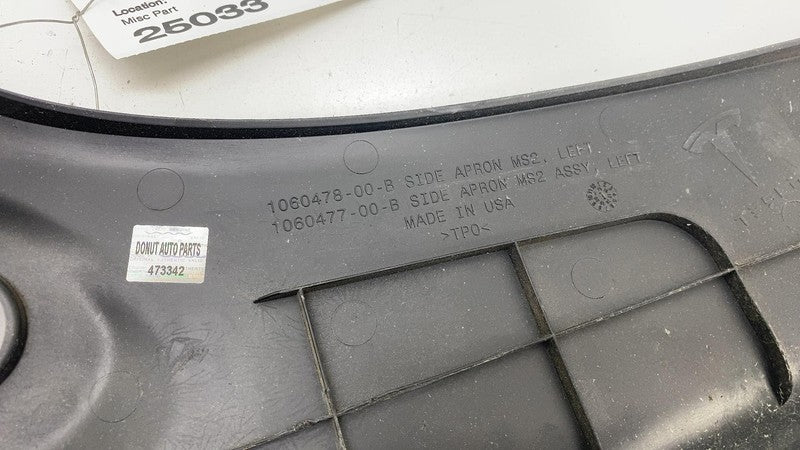 Location:
Misc Part
25033
1060478-00-B SIDE APRON MS2, LEFT
1060477-00-B SIDE APRON MS2 ASSY, LEFT
MADE IN USA
>TPO<
DONUT AUTO PARTS
473342